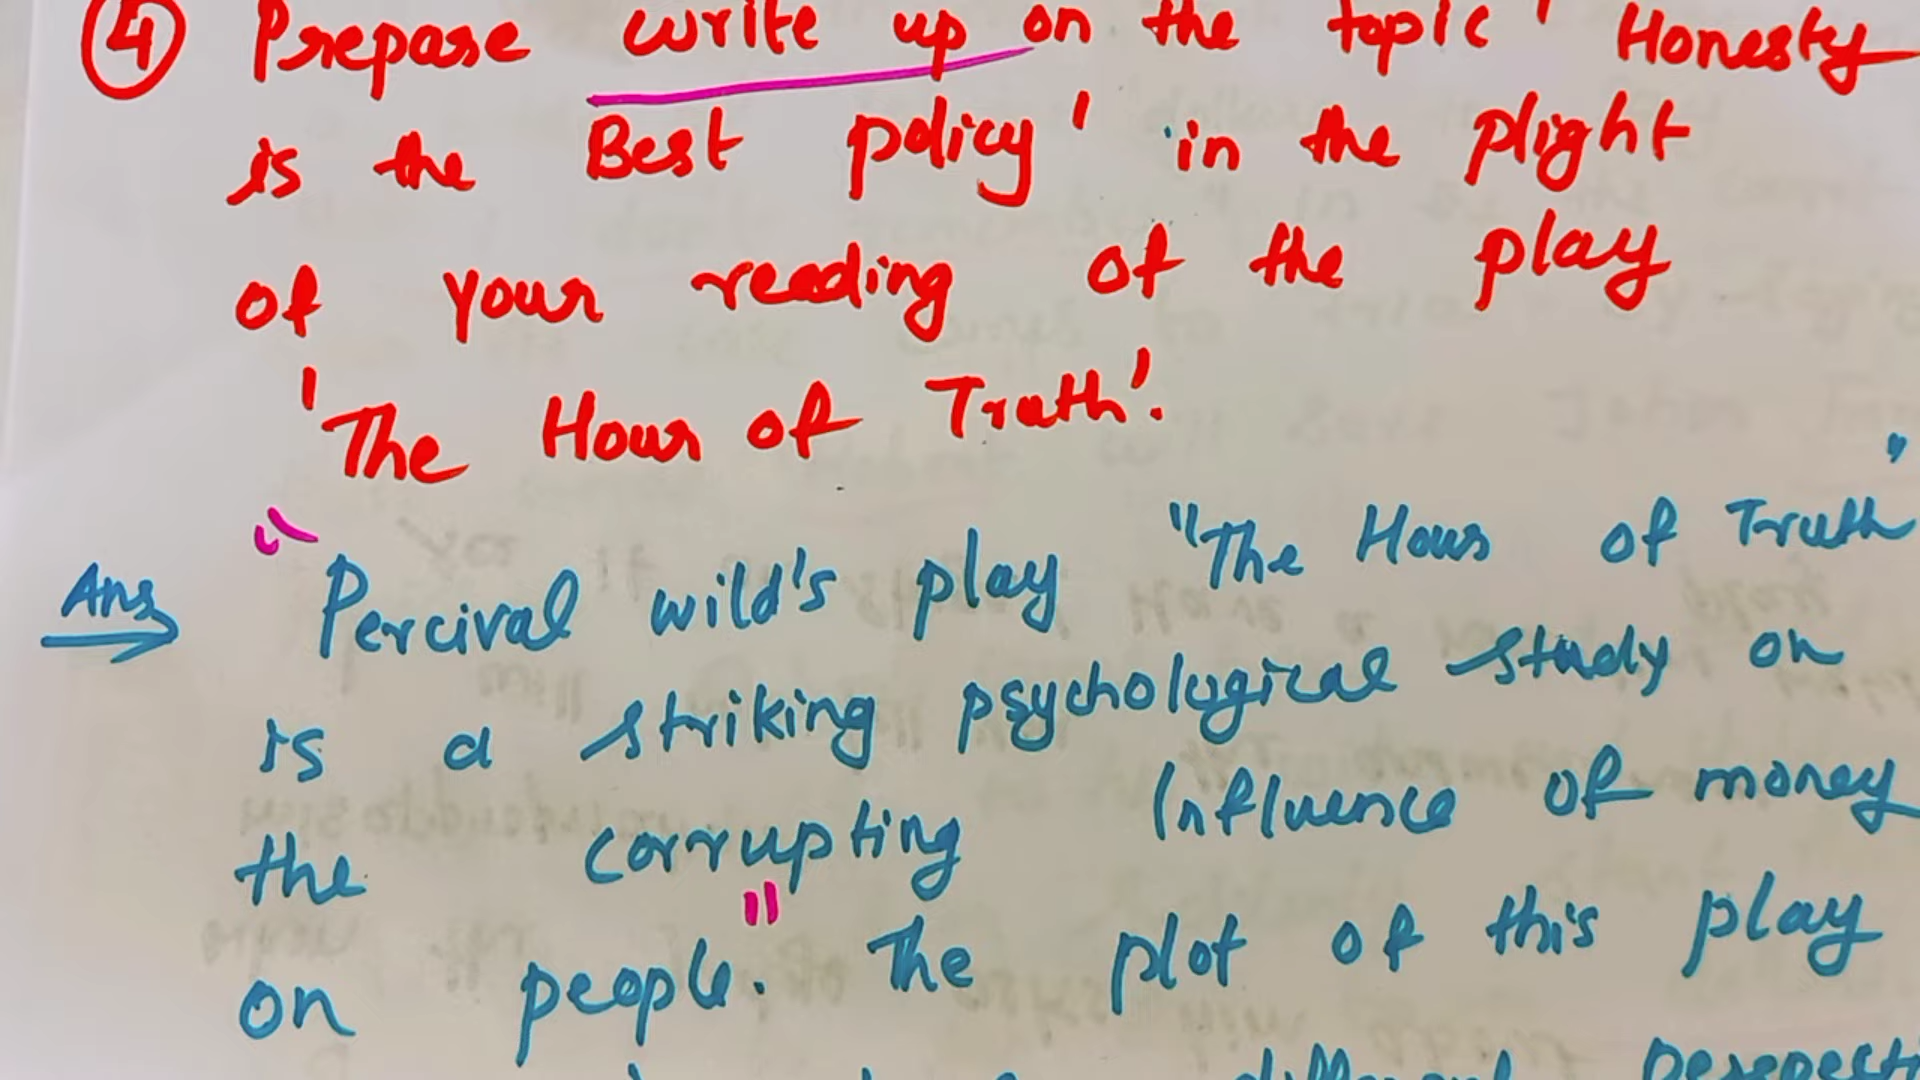 ④ Prepare write up on the topic ' Honesty
is the Best policy' in the plight
of your reading of the play
'The Hour of Truth'.
Ans "Percival wild's play "The Hour of Truth"
is a striking psychological study on
the corrupting Influence of money
on people." The plot of this play
different